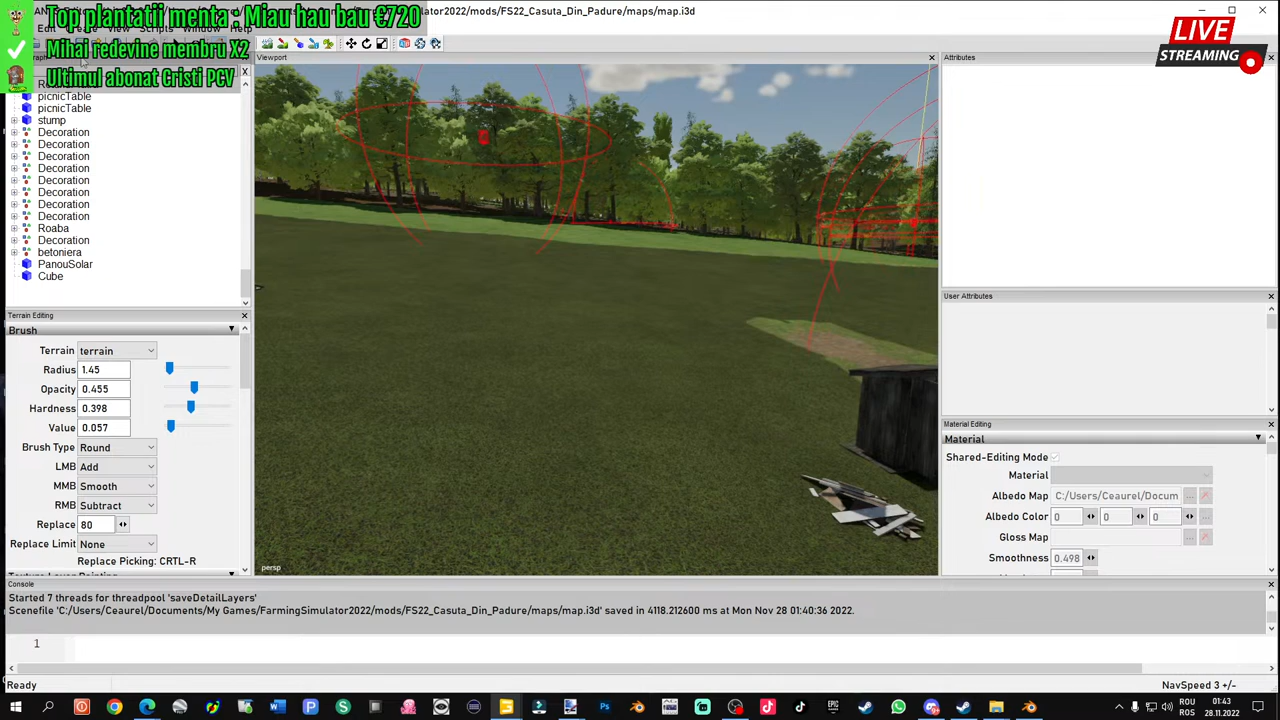 Top plantatii menta : Miau hau bau €720
Mihai redevine membru X2
Ultimul abonat Cristi PCV
Ceaurel/Documents/My Games/FarmingSimulator2022/mods/FS22_Casuta_Din_Padure/maps/map.i3d
LIVE
STREAMING
Viewport
Attributes
picnicTable
picnicTable
stump
Decoration
Decoration
Decoration
Decoration
Decoration
Decoration
Decoration
Decoration
Roaba
Decoration
betoniera
PanouSolar
Cube
Terrain Editing
Brush
Terrain terrain
Radius 1.45
Opacity 0.455
Hardness 0.398
Value 0.057
Brush Type Round
LMB Add
MMB Smooth
RMB Subtract
Replace 80
Replace Limit None
Replace Picking: CRTL-R
persp
User Attributes
Material Editing
Material
Shared-Editing Mode
Material
Albedo Map C:/Users/Ceaurel/Docum ...
Albedo Color 0 0 0 ...
Gloss Map ...
Smoothness 0.498
Console
Started 7 threads for threadpool 'saveDetailLayers'
Scenefile 'C:/Users/Ceaurel/Documents/My Games/FarmingSimulator2022/mods/FS22_Casuta_Din_Padure/maps/map.i3d' saved in 4118.212600 ms at Mon Nov 28 01:40:36 2022.
1
Ready
NavSpeed 3 +/-
ROU
ROS
01:43
28.11.2022